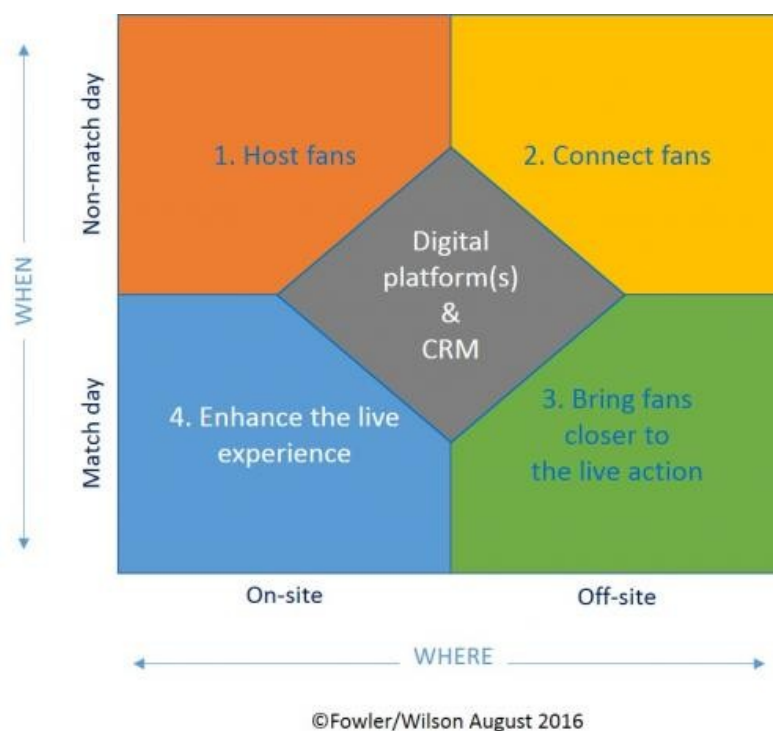 Non-match day
1. Host fans
2. Connect fans
Digital
platform(s)
&
CRM
WHEN
Match day
4. Enhance the live
experience
3. Bring fans
closer to
the live action
On-site
Off-site
WHERE
©Fowler/Wilson August 2016